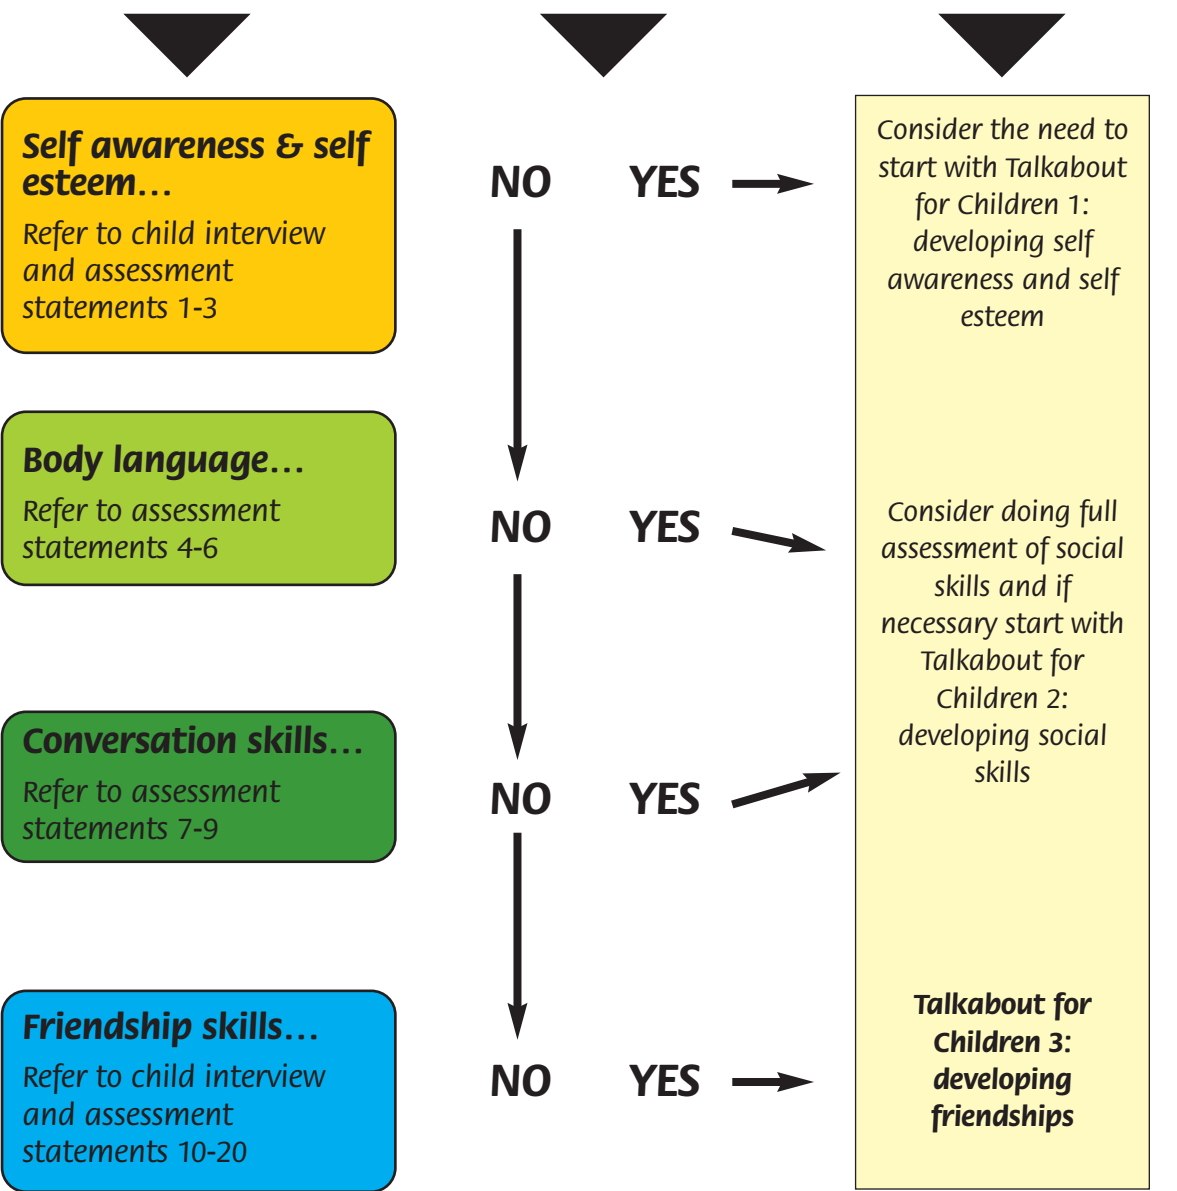 Self awareness & self
esteem...
Refer to child interview
and assessment
statements 1-3
NO
YES
Consider the need to
start with Talkabout
for Children 1:
developing self
awareness and self
esteem
Body language...
Refer to assessment
statements 4-6
NO
YES
Consider doing full
assessment of social
skills and if
necessary start with
Talkabout for
Children 2:
developing social
skills
Conversation skills...
Refer to assessment
statements 7-9
NO
YES
Friendship skills...
Refer to child interview
and assessment
statements 10-20
NO
YES
Talkabout for
Children 3:
developing
friendships